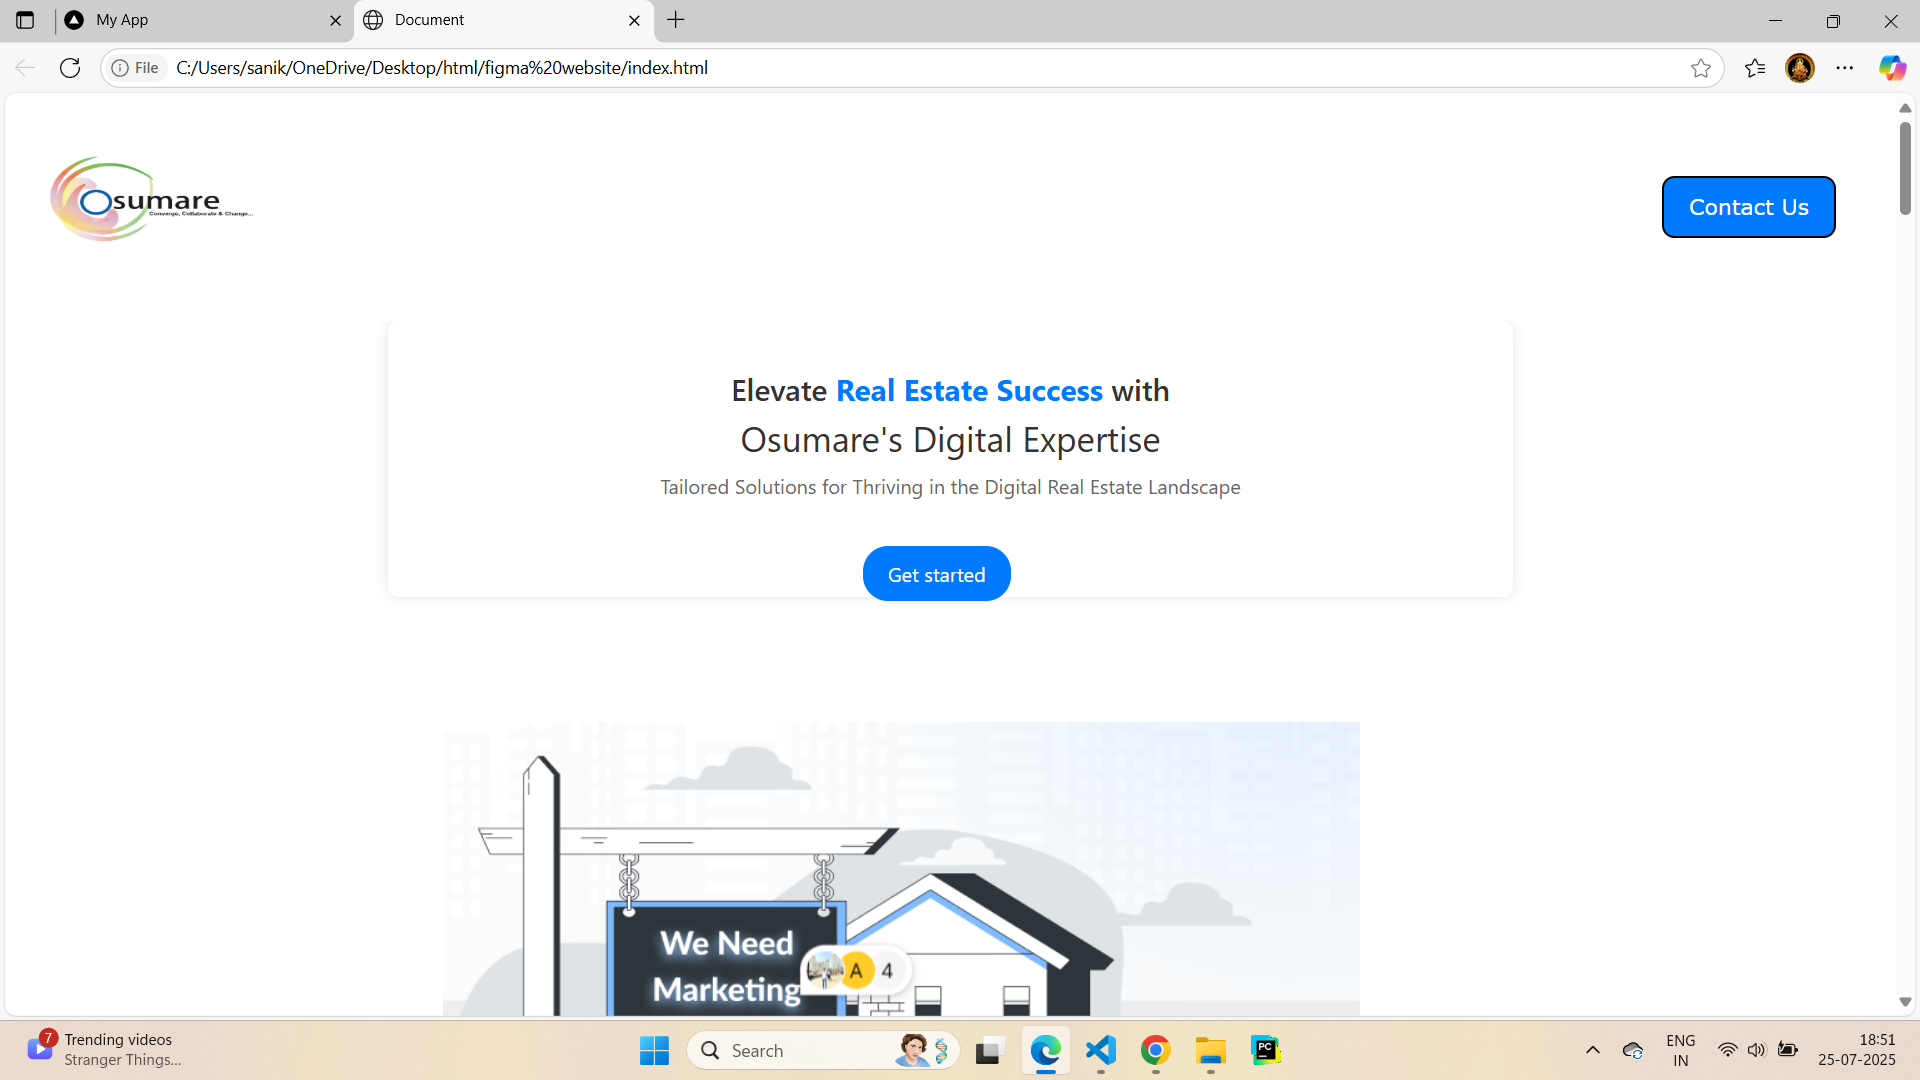 My App
Document
File
C:/Users/sanik/OneDrive/Desktop/html/figma%20website/index.html
Osumare
Converge, Collaborate & Change...
Contact Us
Elevate Real Estate Success with
Osumare's Digital Expertise
Tailored Solutions for Thriving in the Digital Real Estate Landscape
Get started
We Need
Marketing
A 4
7
Trending videos
Stranger Things...
Search
PC
ENG
IN
18:51
25-07-2025